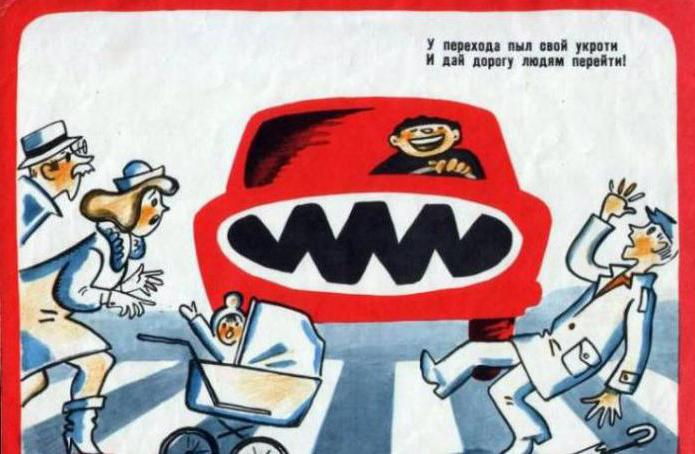 У перехода пыл свой укроти
И дай дорогу людям перейти!